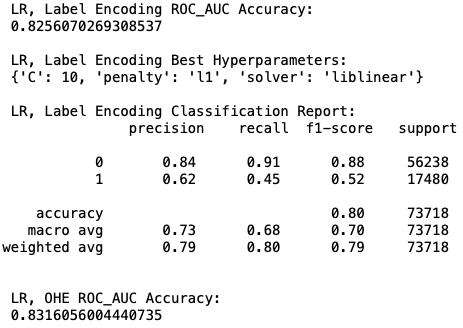 LR, Label Encoding ROC_AUC Accuracy:
0.8256070269308537
LR, Label Encoding Best Hyperparameters:
{'C': 10, 'penalty': 'l1', 'solver': 'liblinear'}
LR, Label Encoding Classification Report:
precision recall f1-score support
0 0.84 0.91 0.88 56238
1 0.62 0.45 0.52 17480
accuracy 0.80 73718
macro avg 0.73 0.68 0.70 73718
weighted avg 0.79 0.80 0.79 73718
LR, OHE ROC_AUC Accuracy:
0.8316056004440735